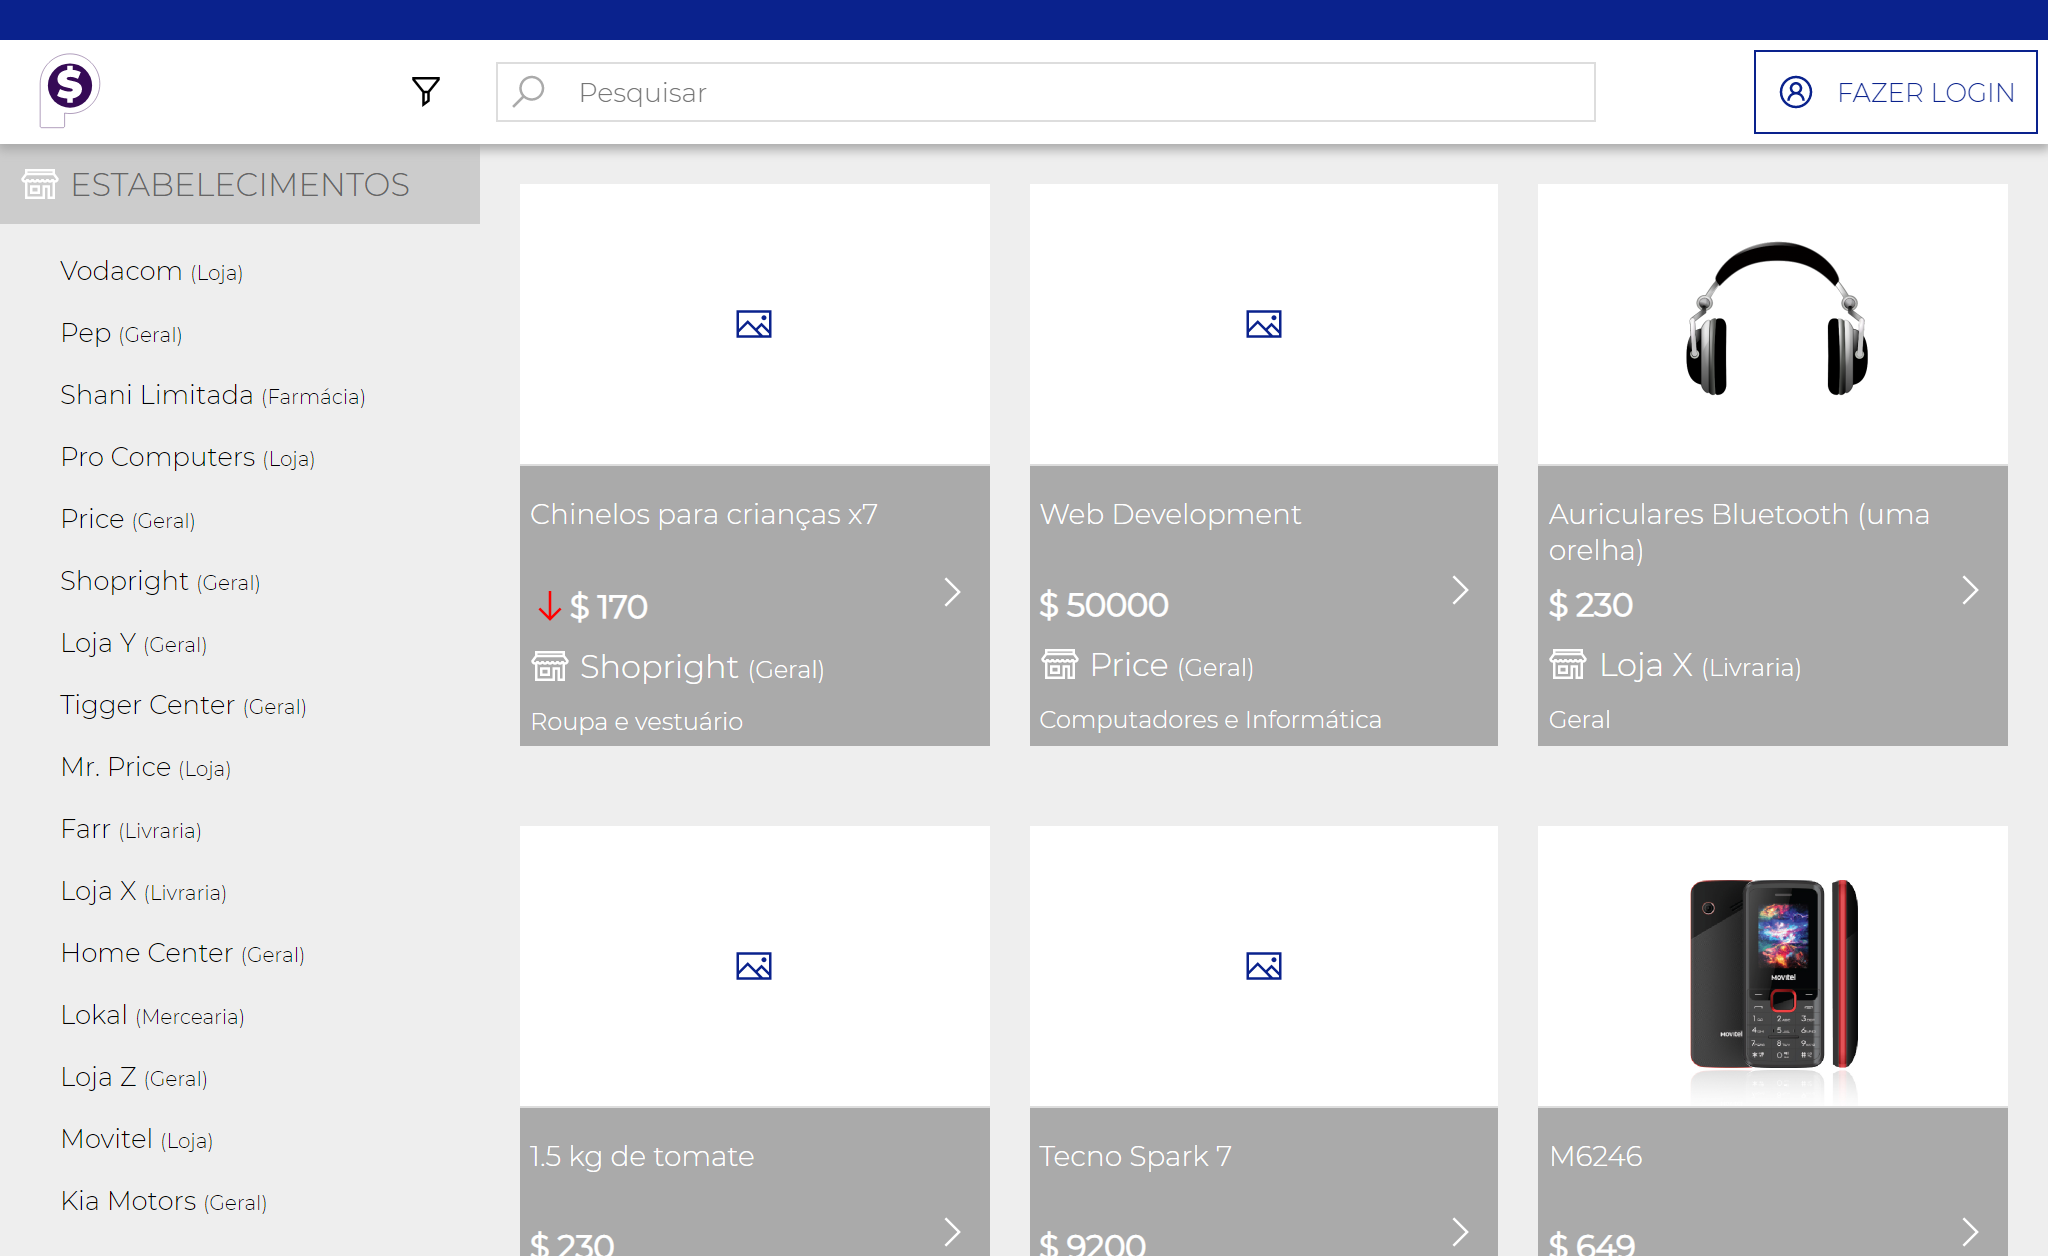 $
Pesquisar
FAZER LOGIN
ESTABELECIMENTOS
Vodacom (Loja)
Pep (Geral)
Shani Limitada (Farmácia)
Pro Computers (Loja)
Price (Geral)
Shopright (Geral)
Loja Y (Geral)
Tigger Center (Geral)
Mr. Price (Loja)
Farr (Livraria)
Loja X (Livraria)
Home Center (Geral)
Lokal (Mercearia)
Loja Z (Geral)
Movitel (Loja)
Kia Motors (Geral)
Chinelos para crianças x7
$ 170
Shopright (Geral)
Roupa e vestuário
Web Development
$ 50000
Price (Geral)
Computadores e Informática
Auriculares Bluetooth (uma
orelha)
$ 230
Loja X (Livraria)
Geral
1.5 kg de tomate
$ 230
Tecno Spark 7
$ 9200
Movitel
Movitel
M6246
$ 649